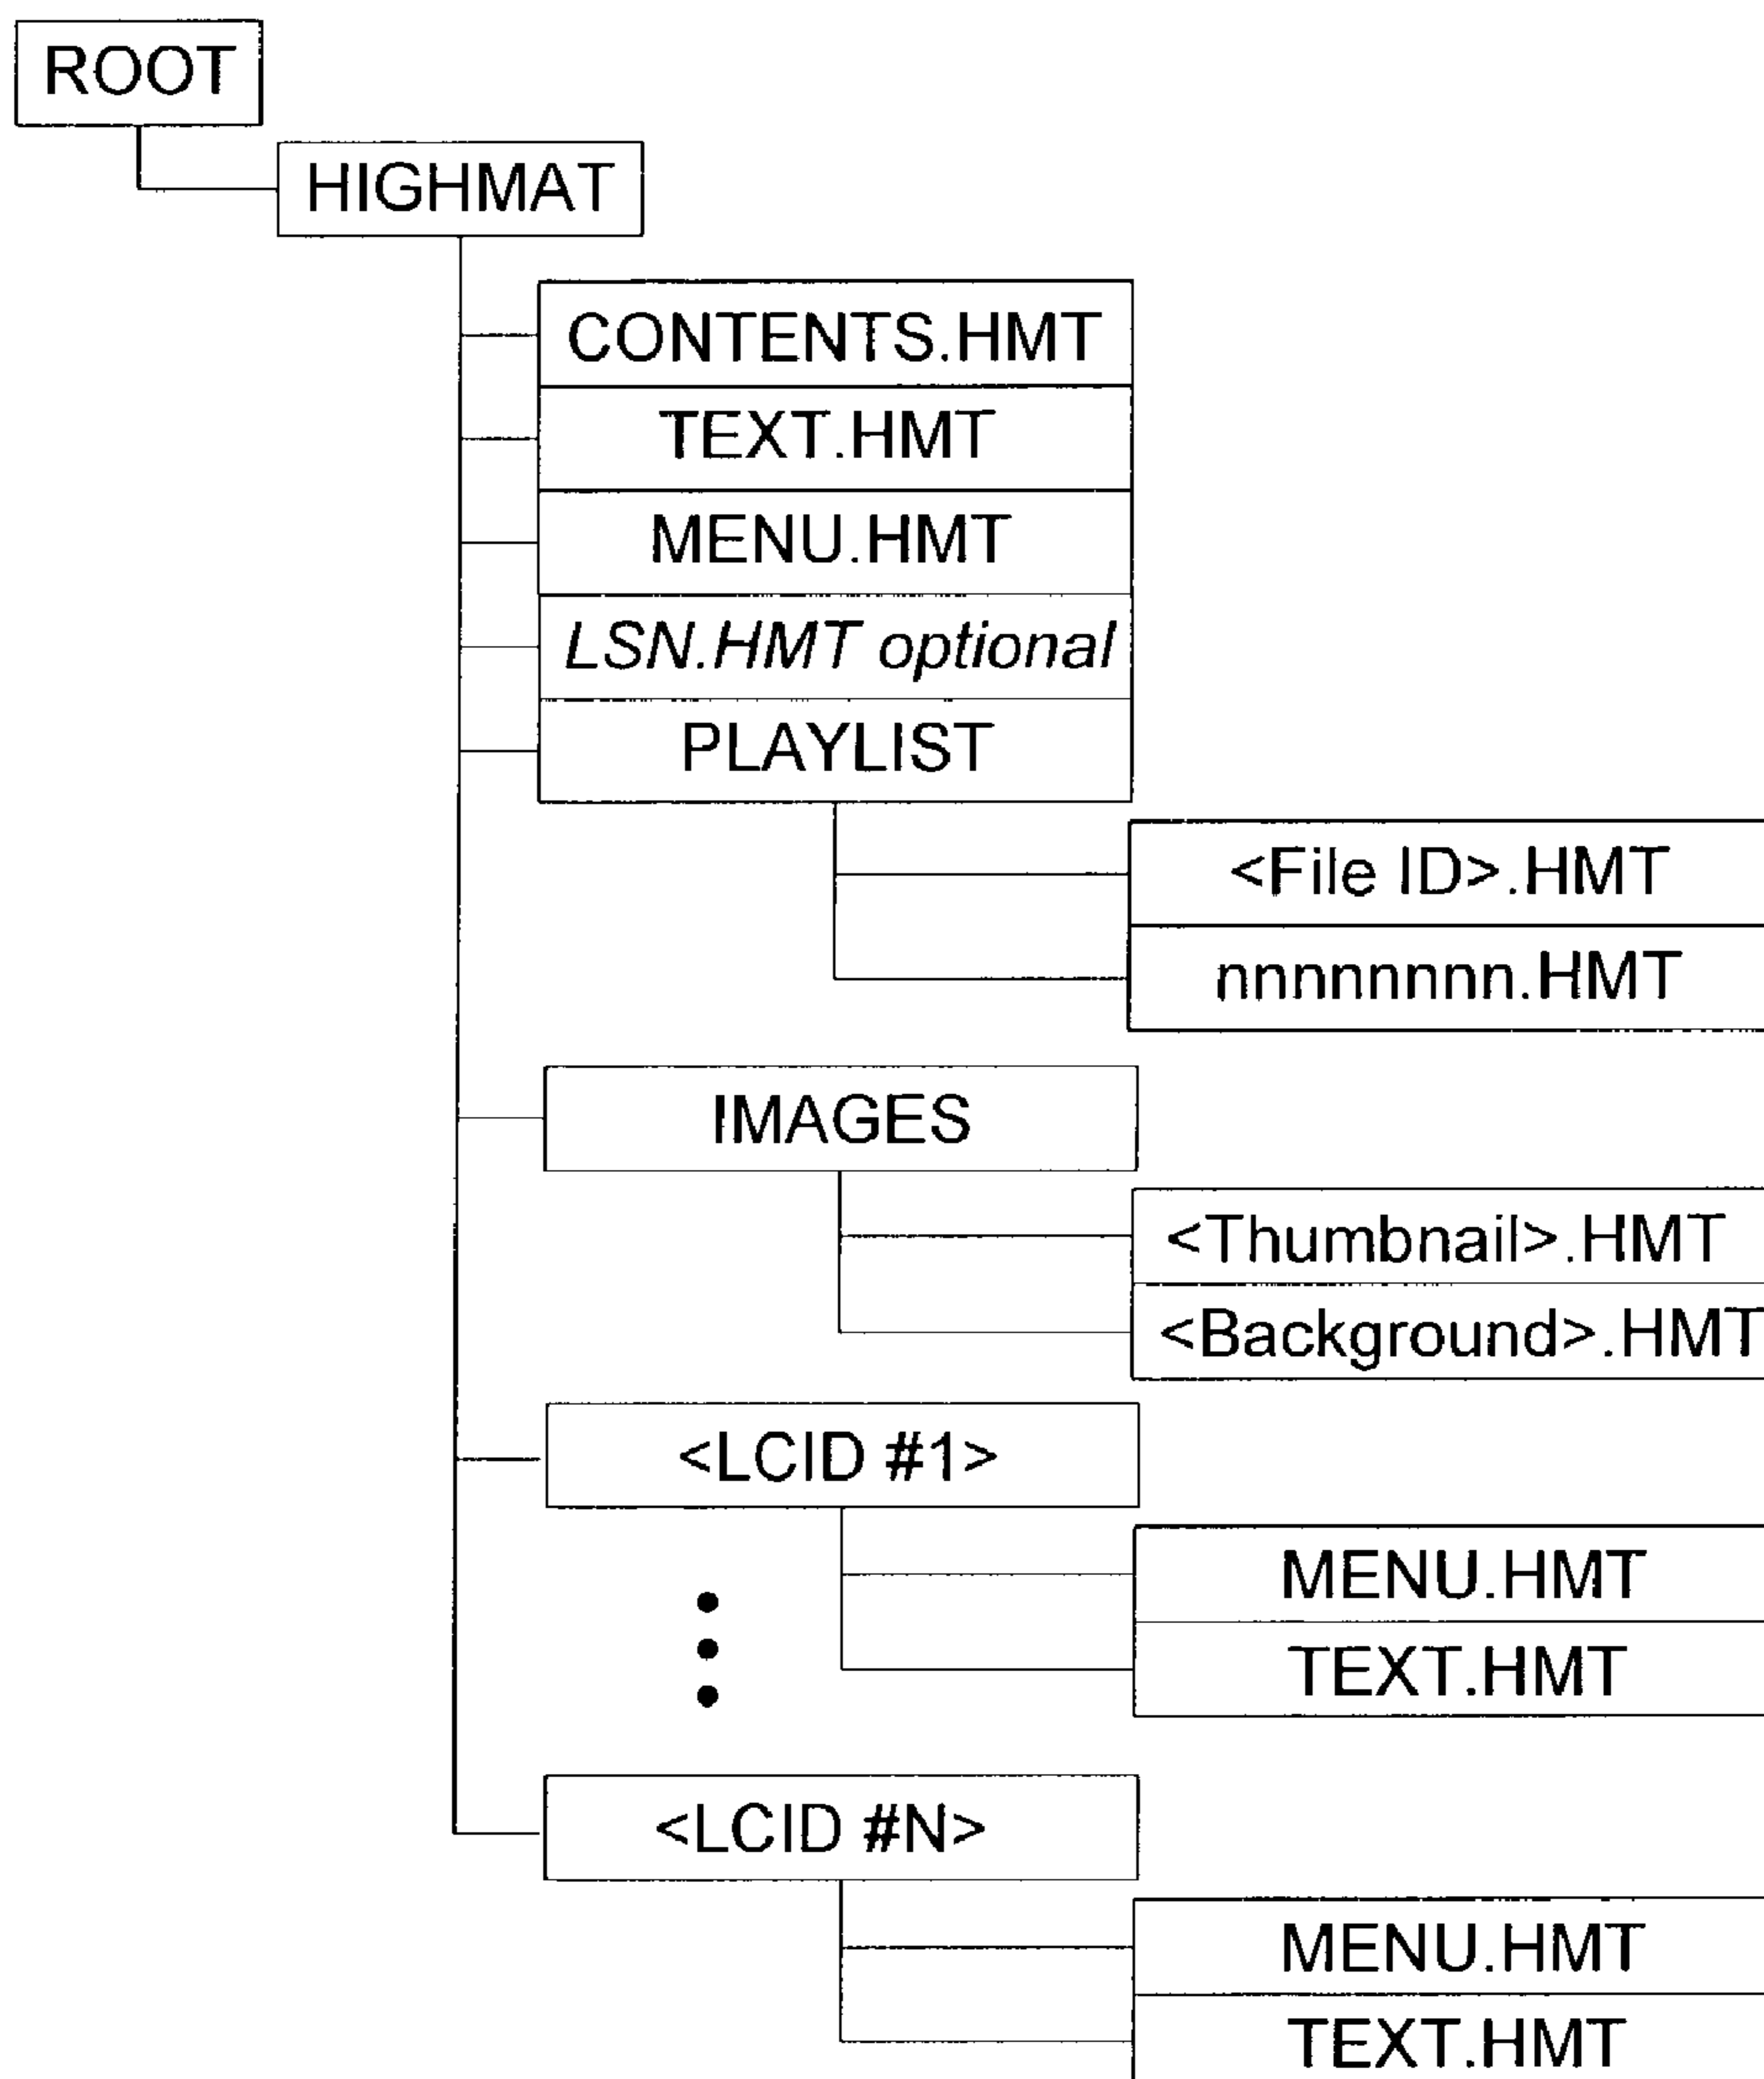 ROOT
HIGHMAT
CONTENTS.HMT
TEXT.HMT
MENU.HMT
LSN.HMT optional
PLAYLIST
<File ID>.HMT
nnnnnnnn.HMT
IMAGES
<Thumbnail>.HMT
<Background>.HMT
<LCID #1>
MENU.HMT
TEXT.HMT
<LCID #N>
MENU.HMT
TEXT.HMT